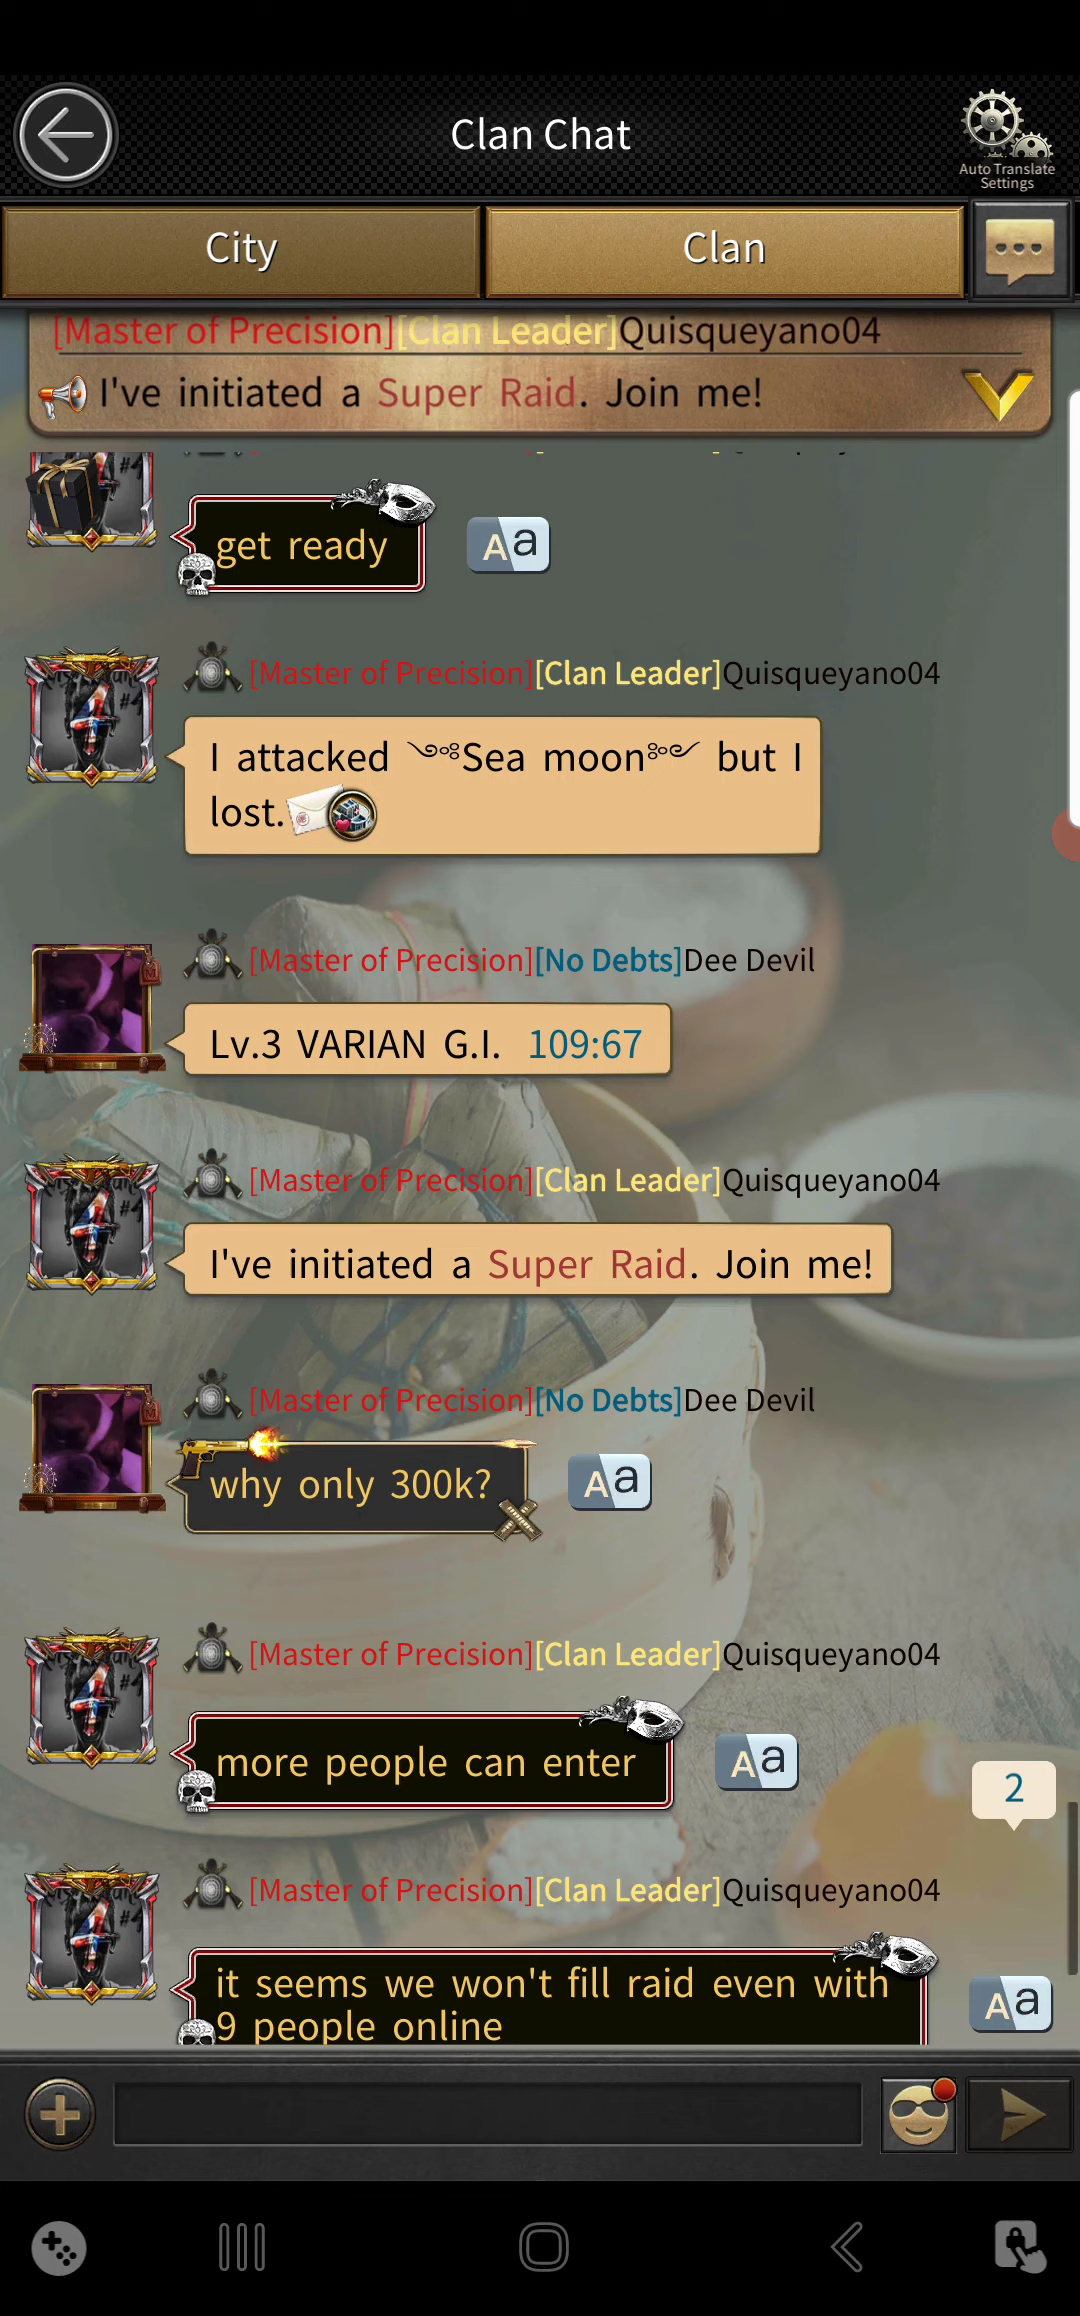 Clan Chat
Auto Translate
Settings
City
Clan
[Master of Precision][Clan Leader]Quisqueyano04
I've initiated a Super Raid. Join me!
get ready
Aa
[Master of Precision][Clan Leader]Quisqueyano04
I attacked ༄Sea moon༄ but I
lost.
[Master of Precision][No Debts]Dee Devil
Lv.3 VARIAN G.I. 109:67
[Master of Precision][Clan Leader]Quisqueyano04
I've initiated a Super Raid. Join me!
[Master of Precision][No Debts]Dee Devil
why only 300k?
Aa
[Master of Precision][Clan Leader]Quisqueyano04
more people can enter
Aa
2
[Master of Precision][Clan Leader]Quisqueyano04
it seems we won't fill raid even with
9 people online
Aa